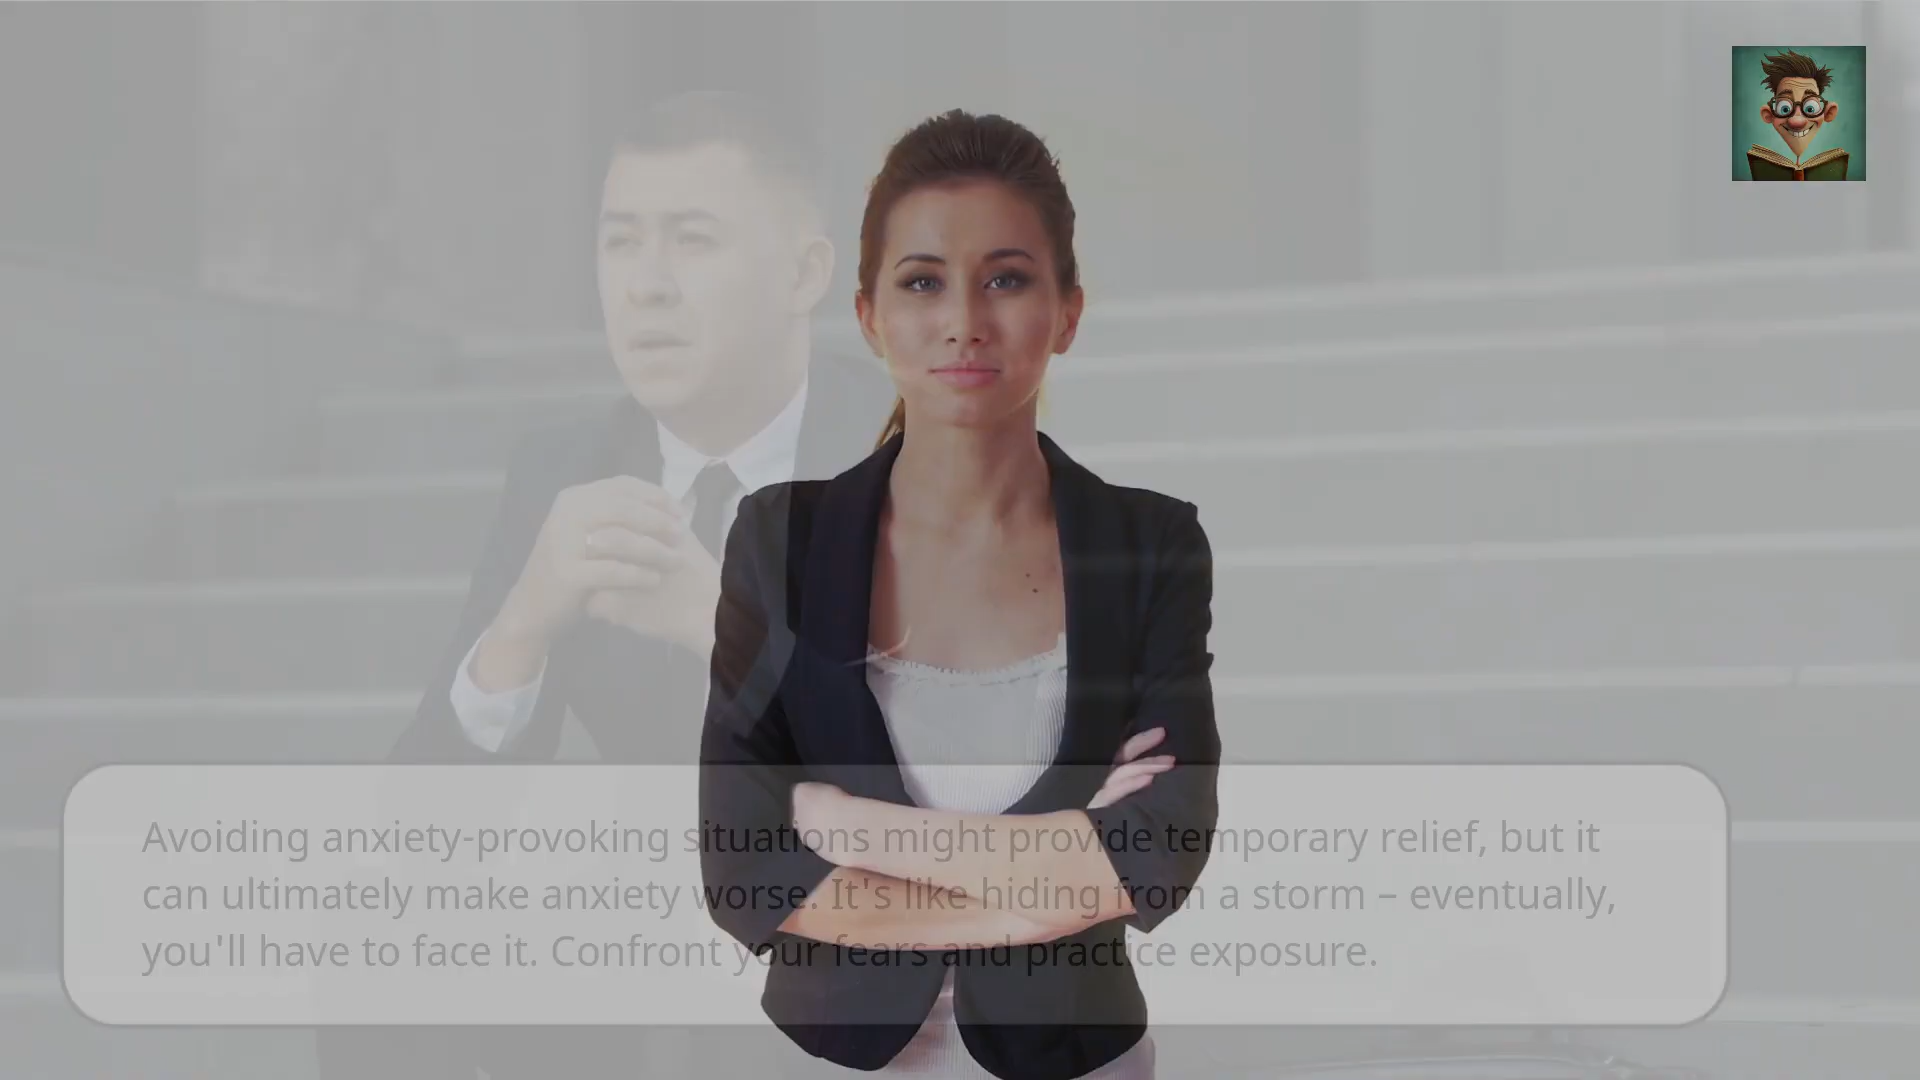 Avoiding anxiety-provoking situations might provide temporary relief, but it
can ultimately make anxiety worse. It's like hiding from a storm – eventually,
you'll have to face it. Confront your fears and practice exposure.